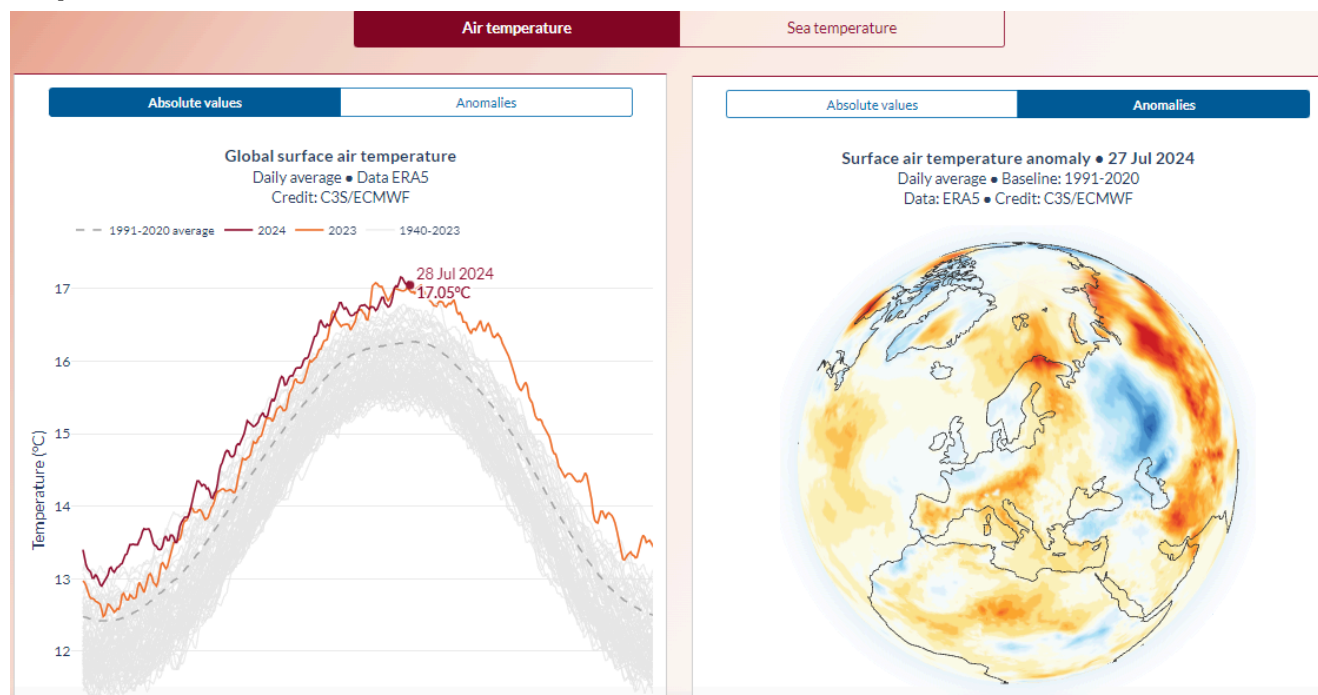 Air temperature
Sea temperature
Absolute values
Anomalies
Global surface air temperature
Daily average ● Data ERA5
Credit: C3S/ECMWF
1991-2020 average
2024
2023
1940-2023
28 Jul 2024
17.05°C
Temperature (°C)
17
16
15
14
13
12
Absolute values
Anomalies
Surface air temperature anomaly ● 27 Jul 2024
Daily average ● Baseline: 1991-2020
Data: ERA5 ● Credit: C3S/ECMWF